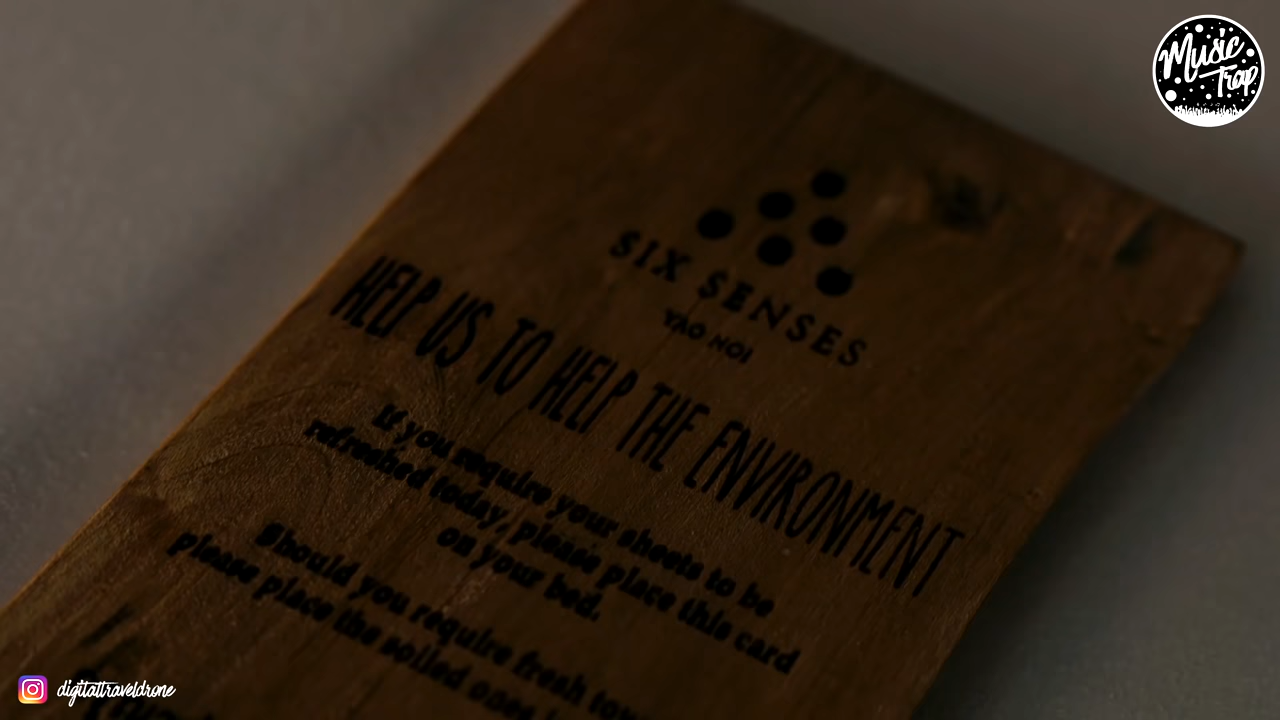 Music
Trap
SIX SENSES
YAO NOI
HELP US TO HELP THE ENVIRONMENT
If you require your sheets to be
refreshed today, please place this card
on your bed.
Should you require fresh
please place the soiled ones
digitaltraveldrone